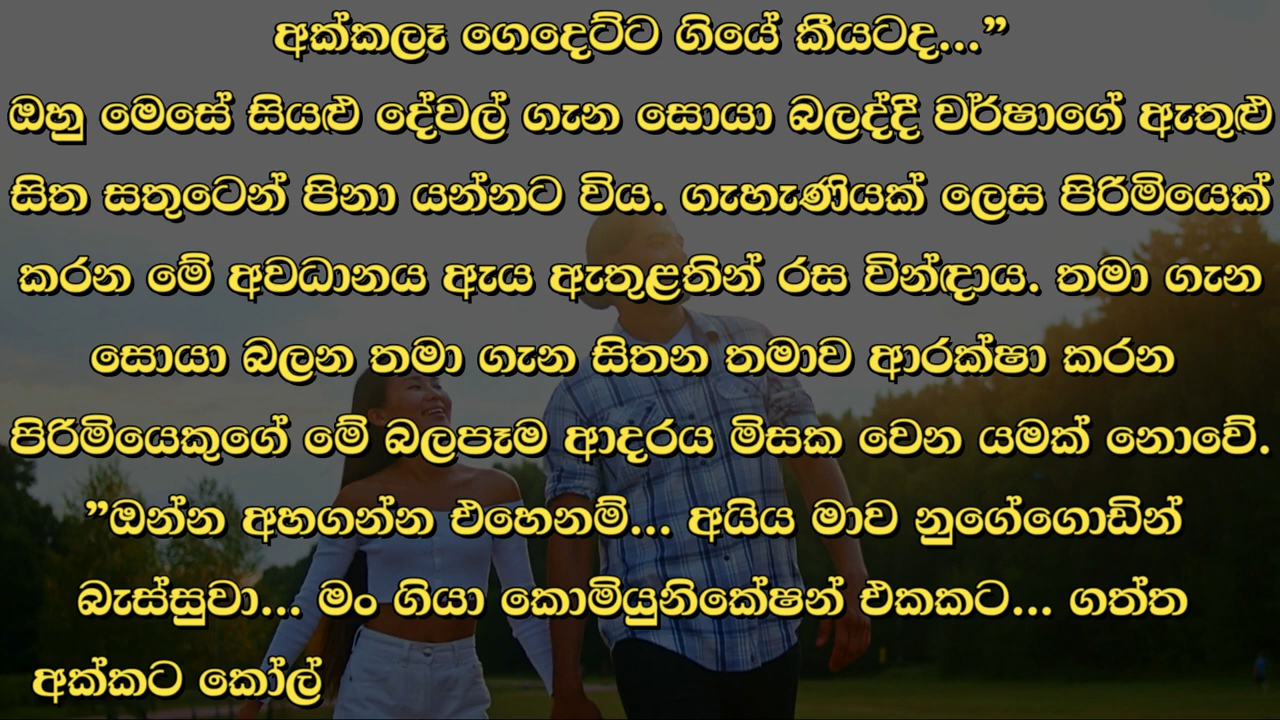 අක්කලෑ ගෙදෙට්ට ගියේ කීයටද...”
ඔහු මෙසේ සියළු දේවල් ගැන සොයා බලද්දී වර්ෂාගේ ඇතුළු
සිත සතුටෙන් පිනා යන්නට විය. ගැහැණියක් ලෙස පිරිමියෙක්
කරන මේ අවධානය ඇය ඇතුළතින් රස වින්ඳාය. තමා ගැන
සොයා බලන තමා ගැන සිතන තමාව ආරක්ෂා කරන
පිරිමියෙකුගේ මේ බලපෑම ආදරය මිසක වෙන යමක් නොවේ.
”ඔන්න අහගන්න එහෙනම්... අයිය මාව නුගේගොඩින්
බැස්සුවා... මං ගියා කොමියුනිකේෂන් එකකට... ගත්ත
අක්කට කෝල්